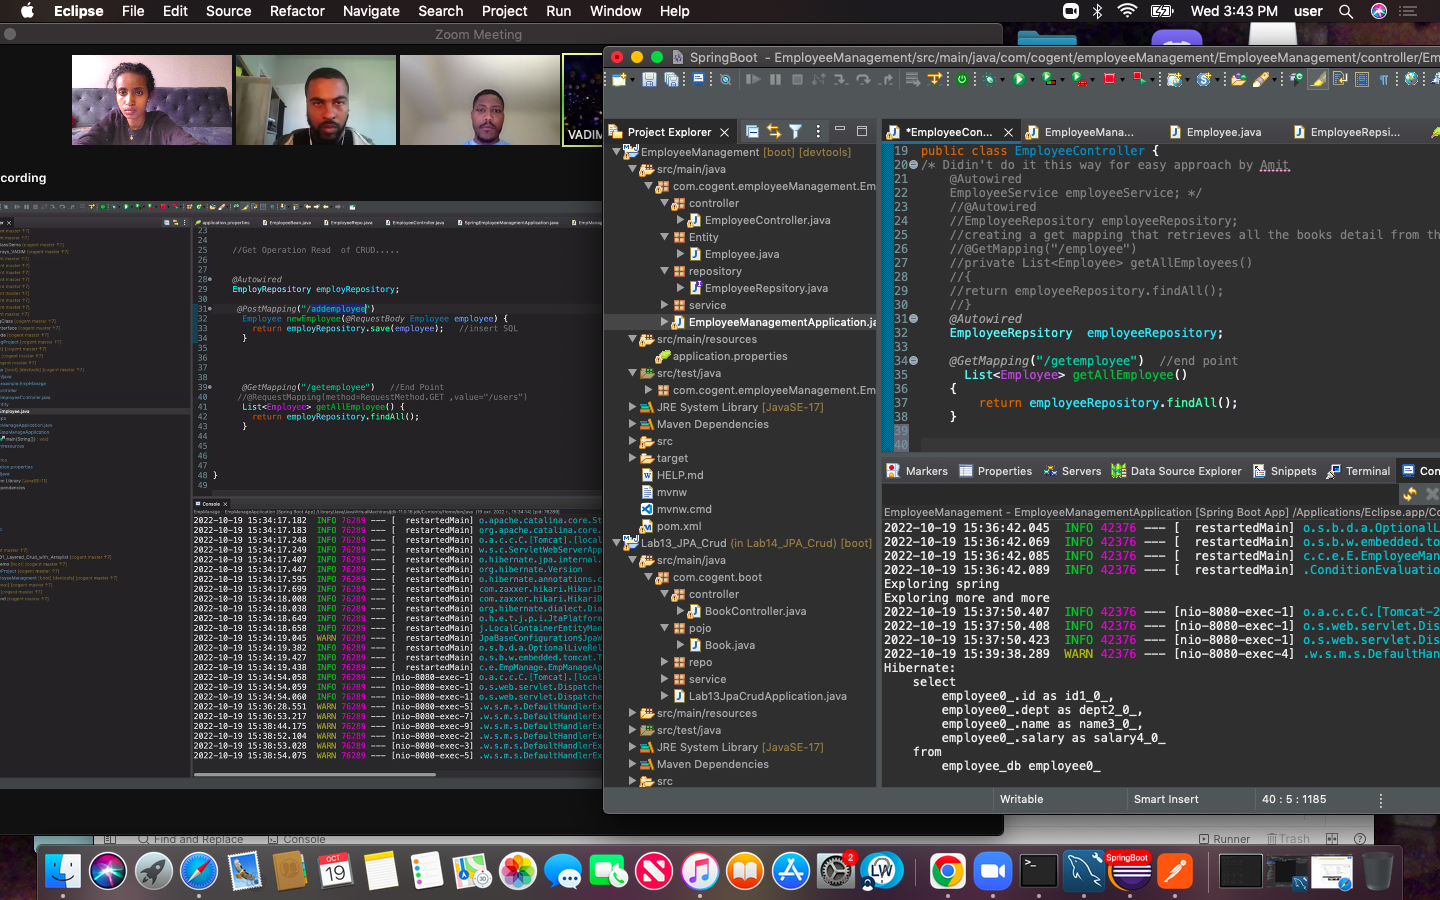 Eclipse File Edit Source Refactor Navigate Search Project Run Window Help Wed 3:43 PM user
Zoom Meeting
VADIM
cording
23
24
25 //Get Operation Read of CRUD.....
26
27
28 @Autowired
29 EmployRepository employRepository;
30
31 @PostMapping("/addemployee")
32 Employee newEmployee(@RequestBody Employee employee) {
33 return employRepository.save(employee); //insert SQL
34 }
35
36
37
38
39 @GetMapping("/getemployee") //End Point
40 //@RequestMapping(method=RequestMethod.GET ,value="/users")
41 List<Employee> getAllEmployee() {
42 return employRepository.findAll();
43 }
44
45
46
47
48 }
49
Console
2022-10-19 15:34:17.182 INFO 76289 --- [ restartedMain] o.apache.catalina.core.St
2022-10-19 15:34:17.182 INFO 76289 --- [ restartedMain] org.apache.catalina.core.
2022-10-19 15:34:17.248 INFO 76289 --- [ restartedMain] o.a.c.c.C.[Tomcat].[local
2022-10-19 15:34:17.249 INFO 76289 --- [ restartedMain] w.s.c.ServletWebServerApp
2022-10-19 15:34:17.407 INFO 76289 --- [ restartedMain] o.hibernate.jpa.internal.
2022-10-19 15:34:17.447 INFO 76289 --- [ restartedMain] org.hibernate.Version
2022-10-19 15:34:17.595 INFO 76289 --- [ restartedMain] o.hibernate.annotations.c
2022-10-19 15:34:17.699 INFO 76289 --- [ restartedMain] com.zaxxer.hikari.HikariD
2022-10-19 15:34:18.008 INFO 76289 --- [ restartedMain] com.zaxxer.hikari.HikariD
2022-10-19 15:34:18.038 INFO 76289 --- [ restartedMain] org.hibernate.dialect.Dia
2022-10-19 15:34:18.649 INFO 76289 --- [ restartedMain] o.h.e.t.j.p.i.JtaPlatform
2022-10-19 15:34:18.658 INFO 76289 --- [ restartedMain] j.LocalContainerEntityMan
2022-10-19 15:34:19.045 WARN 76289 --- [ restartedMain] JpaBaseConfiguration$JpaW
2022-10-19 15:34:19.382 INFO 76289 --- [ restartedMain] o.s.b.d.a.OptionalLiveRel
2022-10-19 15:34:19.427 INFO 76289 --- [ restartedMain] o.s.b.w.embedded.tomcat.T
2022-10-19 15:34:19.438 INFO 76289 --- [ restartedMain] c.e.EmpManage.EmpManageAp
2022-10-19 15:34:54.058 INFO 76289 --- [nio-8080-exec-1] o.a.c.c.C.[Tomcat].[local
2022-10-19 15:34:54.059 INFO 76289 --- [nio-8080-exec-1] o.s.web.servlet.Dispatche
2022-10-19 15:34:54.060 INFO 76289 --- [nio-8080-exec-1] o.s.web.servlet.Dispatche
2022-10-19 15:36:28.551 WARN 76289 --- [nio-8080-exec-5] .w.s.m.s.DefaultHandlerEx
2022-10-19 15:36:53.217 WARN 76289 --- [nio-8080-exec-7] .w.s.m.s.DefaultHandlerEx
2022-10-19 15:38:44.175 WARN 76289 --- [nio-8080-exec-9] .w.s.m.s.DefaultHandlerEx
2022-10-19 15:38:52.104 WARN 76289 --- [nio-8080-exec-2] .w.s.m.s.DefaultHandlerEx
2022-10-19 15:38:53.028 WARN 76289 --- [nio-8080-exec-3] .w.s.m.s.DefaultHandlerEx
2022-10-19 15:38:54.075 WARN 76289 --- [nio-8080-exec-5] .w.s.m.s.DefaultHandlerEx
SpringBoot - EmployeeManagement/src/main/java/com/cogent/employeeManagement/EmployeeManagement/controller/Em
Project Explorer
EmployeeManagement [boot] [devtools]
src/main/java
com.cogent.employeeManagement.Em
controller
EmployeeController.java
Entity
Employee.java
repository
EmployeeRepsitory.java
service
EmployeeManagementApplication.ja
src/main/resources
application.properties
src/test/java
com.cogent.employeeManagement.Em
JRE System Library [JavaSE-17]
Maven Dependencies
src
target
HELP.md
mvnw
mvnw.cmd
pom.xml
Lab13_JPA_Crud (in Lab14_JPA_Crud) [boot]
src/main/java
com.cogent.boot
controller
BookController.java
pojo
Book.java
repo
service
Lab13JpaCrudApplication.java
src/main/resources
src/test/java
JRE System Library [JavaSE-17]
Maven Dependencies
src
*EmployeeCon... EmployeeMana... Employee.java EmployeeRepsi...
19 public class EmployeeController {
20 /* Didin't do it this way for easy approach by Amit
21 @Autowired
22 EmployeeService employeeService; */
23 //@Autowired
24 //EmployeeRepository employeeRepository;
25 //creating a get mapping that retrieves all the books detail from th
26 //@GetMapping("/employee")
27 //private List<Employee> getAllEmployees()
28 //{
29 //return employeeRepository.findAll();
30 //}
31 @Autowired
32 EmployeeRepsitory employeeRepository;
33
34 @GetMapping("/getemployee") //end point
35 List<Employee> getAllEmployee()
36 {
37 return employeeRepository.findAll();
38 }
39
40
Markers Properties Servers Data Source Explorer Snippets Terminal Con
EmployeeManagement - EmployeeManagementApplication [Spring Boot App] /Applications/Eclipse.app/Co
2022-10-19 15:36:42.045 INFO 42376 --- [ restartedMain] o.s.b.d.a.OptionalL
2022-10-19 15:36:42.069 INFO 42376 --- [ restartedMain] o.s.b.w.embedded.to
2022-10-19 15:36:42.085 INFO 42376 --- [ restartedMain] c.c.e.E.EmployeeMan
2022-10-19 15:36:42.089 INFO 42376 --- [ restartedMain] .ConditionEvaluatio
Exploring spring
Exploring more and more
2022-10-19 15:37:50.407 INFO 42376 --- [nio-8080-exec-1] o.a.c.c.C.[Tomcat-2
2022-10-19 15:37:50.408 INFO 42376 --- [nio-8080-exec-1] o.s.web.servlet.Dis
2022-10-19 15:37:50.423 INFO 42376 --- [nio-8080-exec-1] o.s.web.servlet.Dis
2022-10-19 15:39:38.289 WARN 42376 --- [nio-8080-exec-4] .w.s.m.s.DefaultHan
Hibernate:
select
employee0_.id as id1_0_,
employee0_.dept as dept2_0_,
employee0_.name as name3_0_,
employee0_.salary as salary4_0_
from
employee_db employee0_
Writable Smart Insert 40 : 5 : 1185
Find and Replace Console Runner Trash
OCT
19
2
LW
SpringBoot